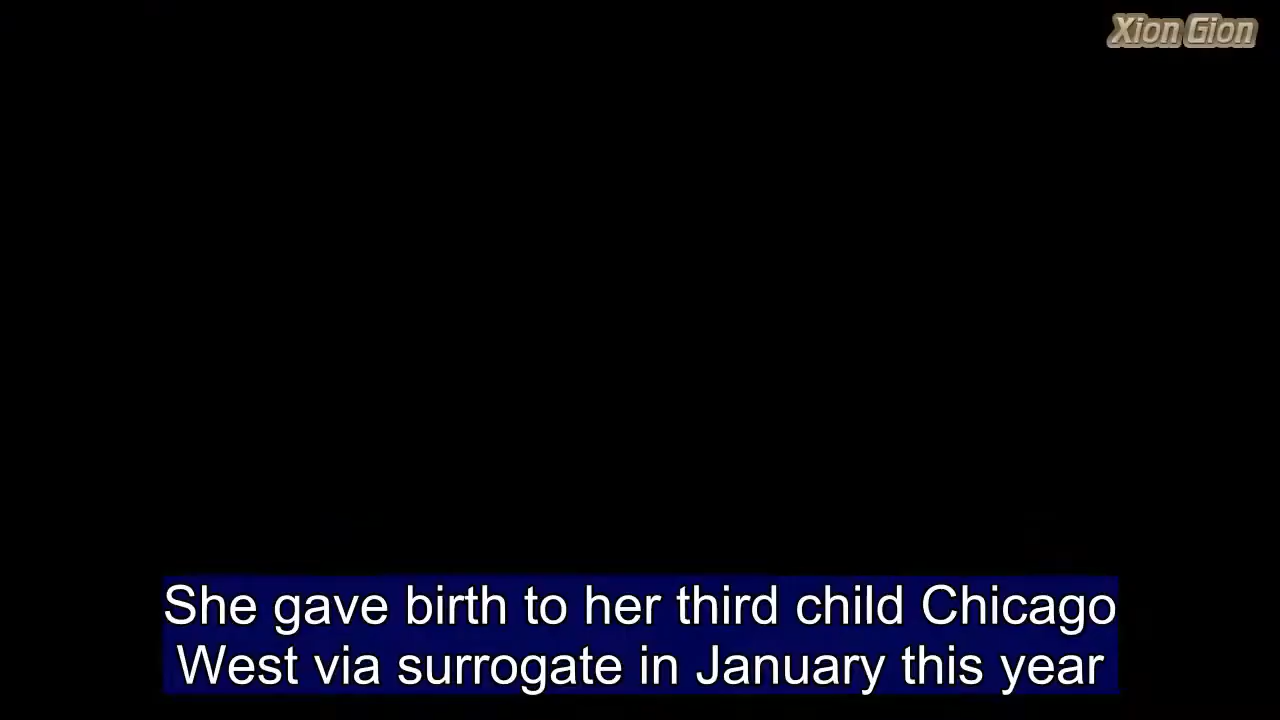 Xion Gion
She gave birth to her third child Chicago
West via surrogate in January this year